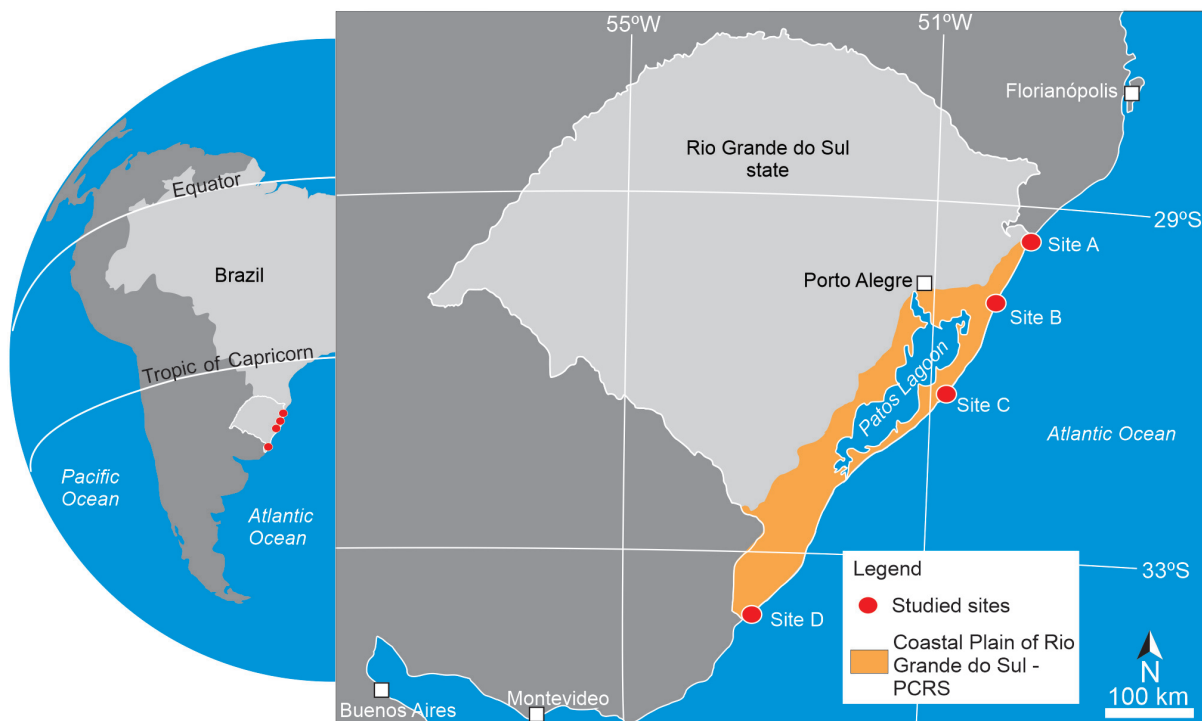 Equator
Brazil
Tropic of Capricorn
Pacific
Ocean
Atlantic
Ocean
55ºW
51ºW
Florianópolis
Rio Grande do Sul
state
29ºS
Site A
Porto Alegre
Site B
Patos Lagoon
Site C
Atlantic Ocean
33ºS
Site D
Buenos Aires
Montevideo
Legend
Studied sites
Coastal Plain of Rio
Grande do Sul -
PCRS
N
100 km